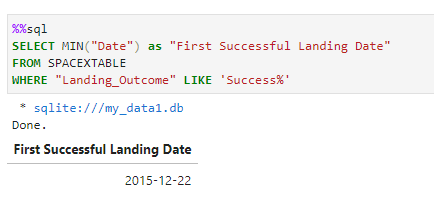 %%sql
SELECT MIN("Date") as "First Successful Landing Date"
FROM SPACEXTABLE
WHERE "Landing_Outcome" LIKE 'Success%'
* sqlite:///my_data1.db
Done.
First Successful Landing Date
2015-12-22